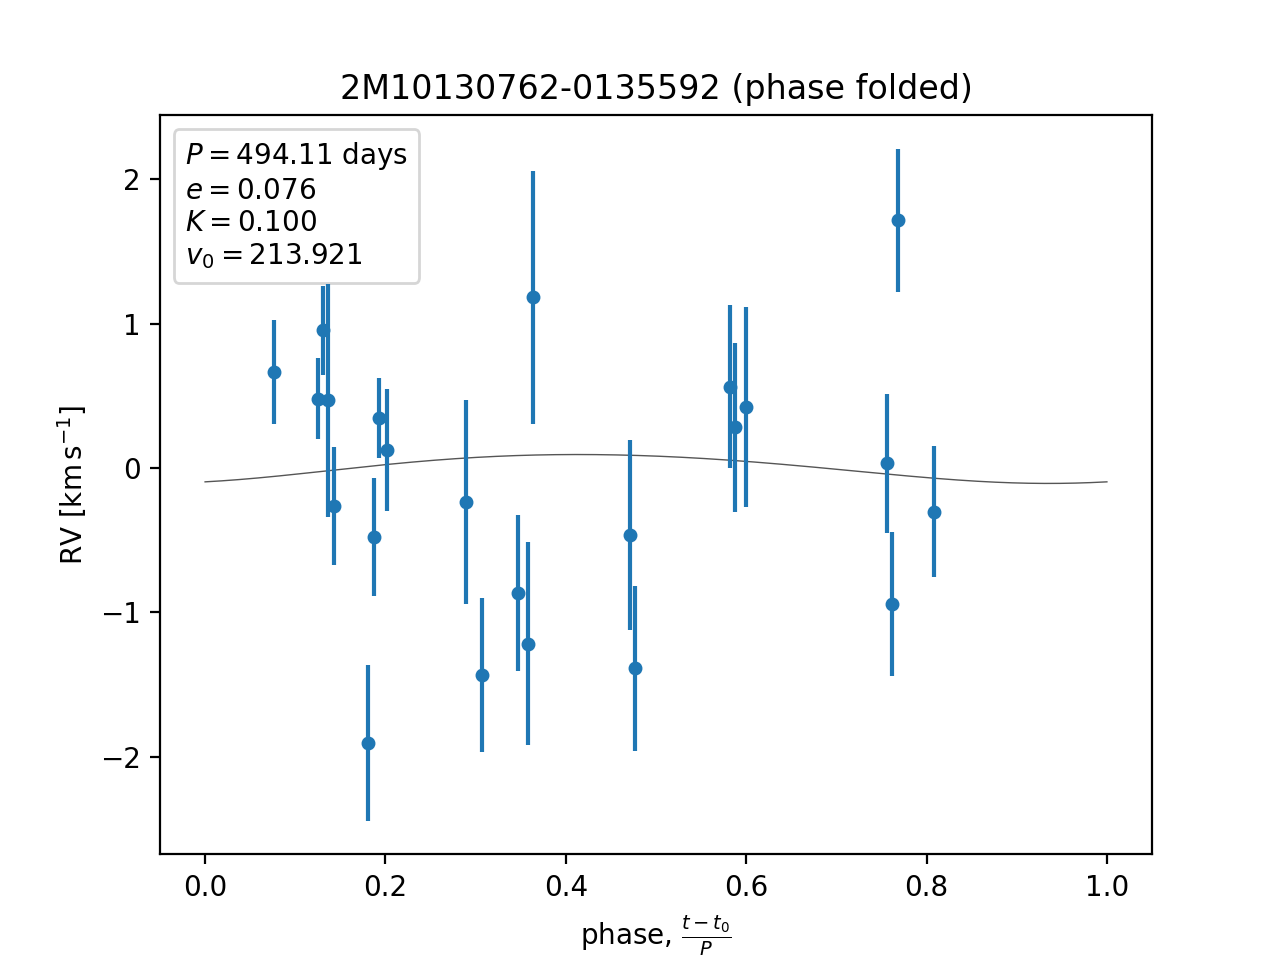 2M10130762-0135592 (phase folded)
P = 494.11 days
e = 0.076
K = 0.100
v₀ = 213.921
2
1
0
−1
−2
RV [km s⁻¹]
0.0 0.2 0.4 0.6 0.8 1.0
phase, (t − t₀)/P